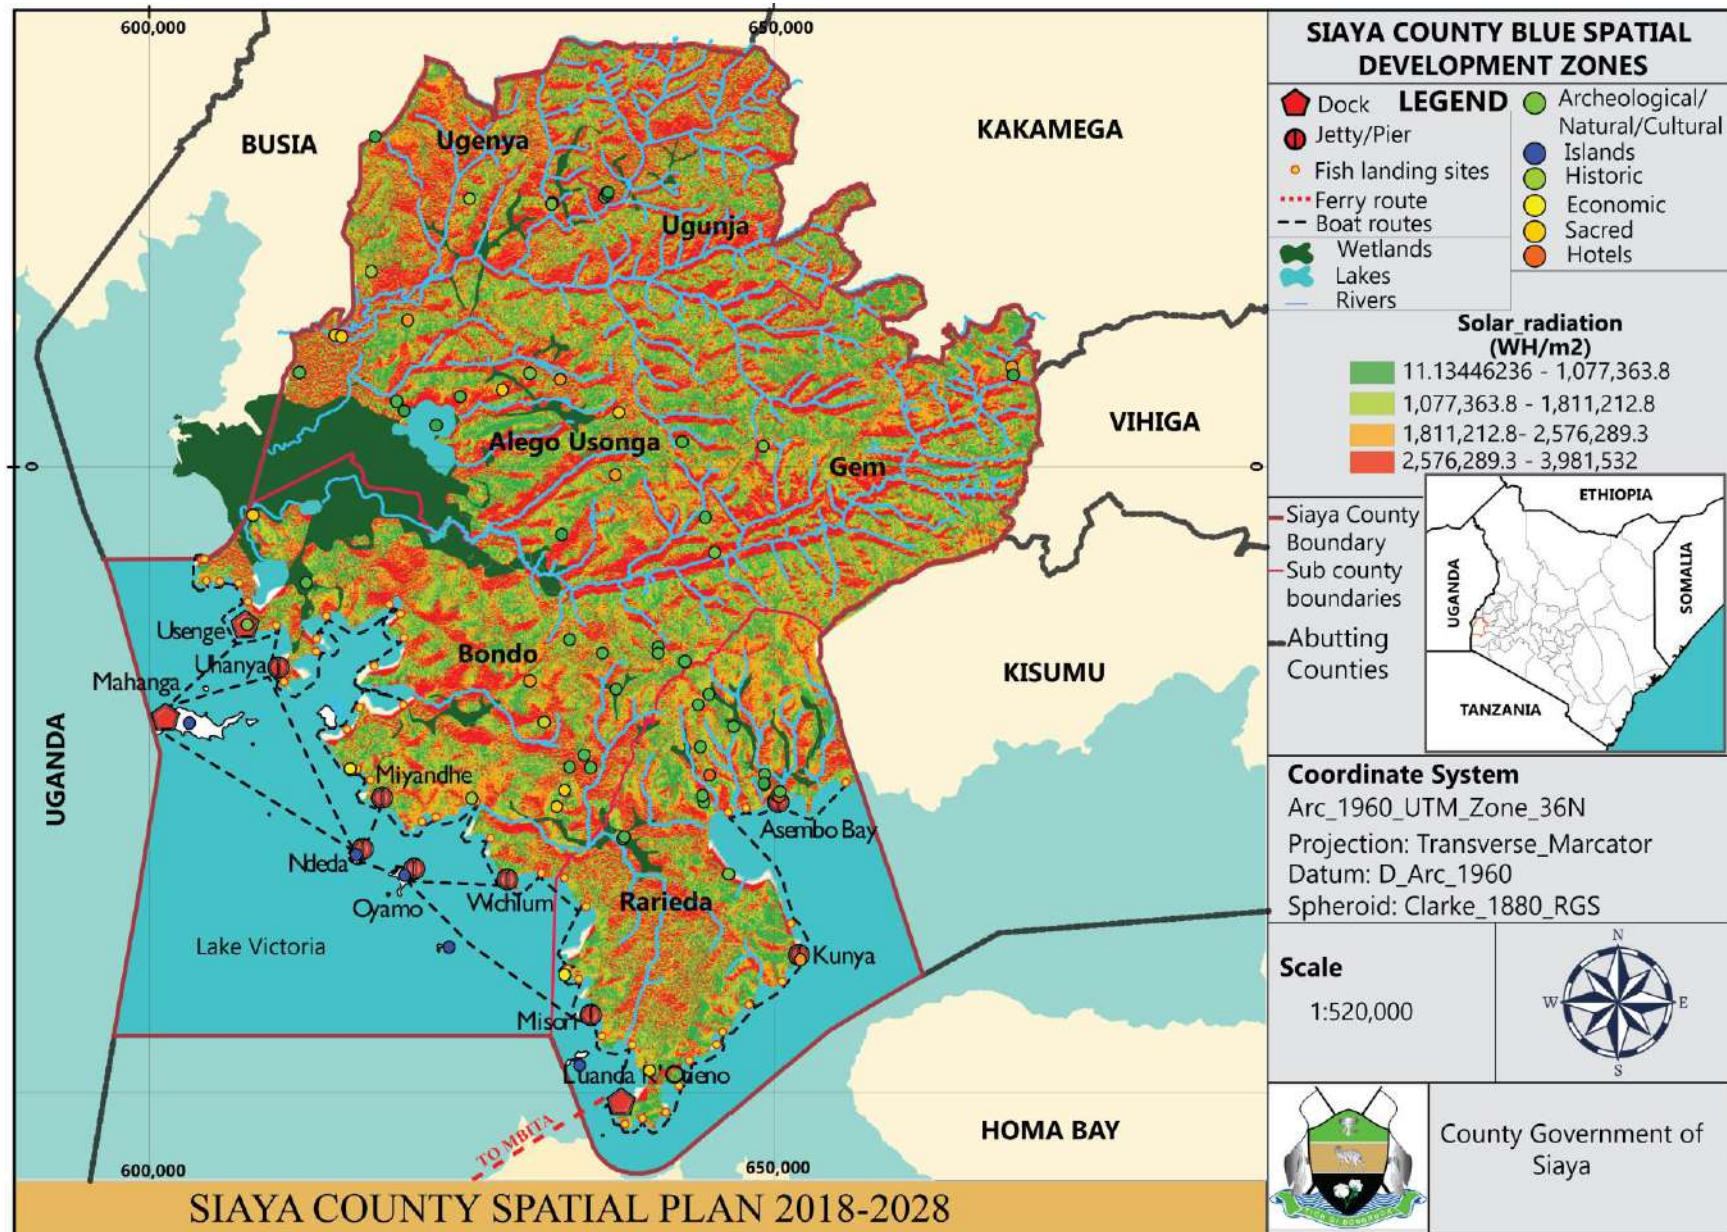 600,000
650,000
BUSIA
KAKAMEGA
Ugenya
Ugunja
VIHIGA
Alego Usonga
Gem
0
0
Usenge
Uhanya
Mahanga
Bondo
KISUMU
UGANDA
Miyandhe
Asembo Bay
Ndeda
Oyamo
Wichlum
Rarieda
Lake Victoria
Kunya
Misori
Luanda R'Otieno
TO MBITA
HOMA BAY
600,000
650,000
SIAYA COUNTY SPATIAL PLAN 2018-2028
SIAYA COUNTY BLUE SPATIAL
DEVELOPMENT ZONES
LEGEND
Dock
Jetty/Pier
Fish landing sites
Ferry route
Boat routes
Wetlands
Lakes
Rivers
Archeological/
Natural/Cultural
Islands
Historic
Economic
Sacred
Hotels
Solar_radiation
(WH/m2)
11.13446236 - 1,077,363.8
1,077,363.8 - 1,811,212.8
1,811,212.8- 2,576,289.3
2,576,289.3 - 3,981,532
Siaya County
Boundary
Sub county
boundaries
Abutting
Counties
ETHIOPIA
UGANDA
SOMALIA
TANZANIA
Coordinate System
Arc_1960_UTM_Zone_36N
Projection: Transverse_Marcator
Datum: D_Arc_1960
Spheroid: Clarke_1880_RGS
Scale
1:520,000
N
W
E
S
County Government of
Siaya